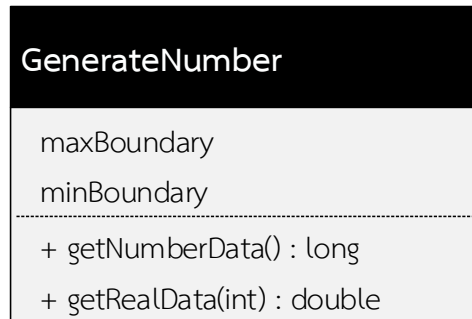 GenerateNumber
maxBoundary
minBoundary
+ getNumberData() : long
+ getRealData(int) : double